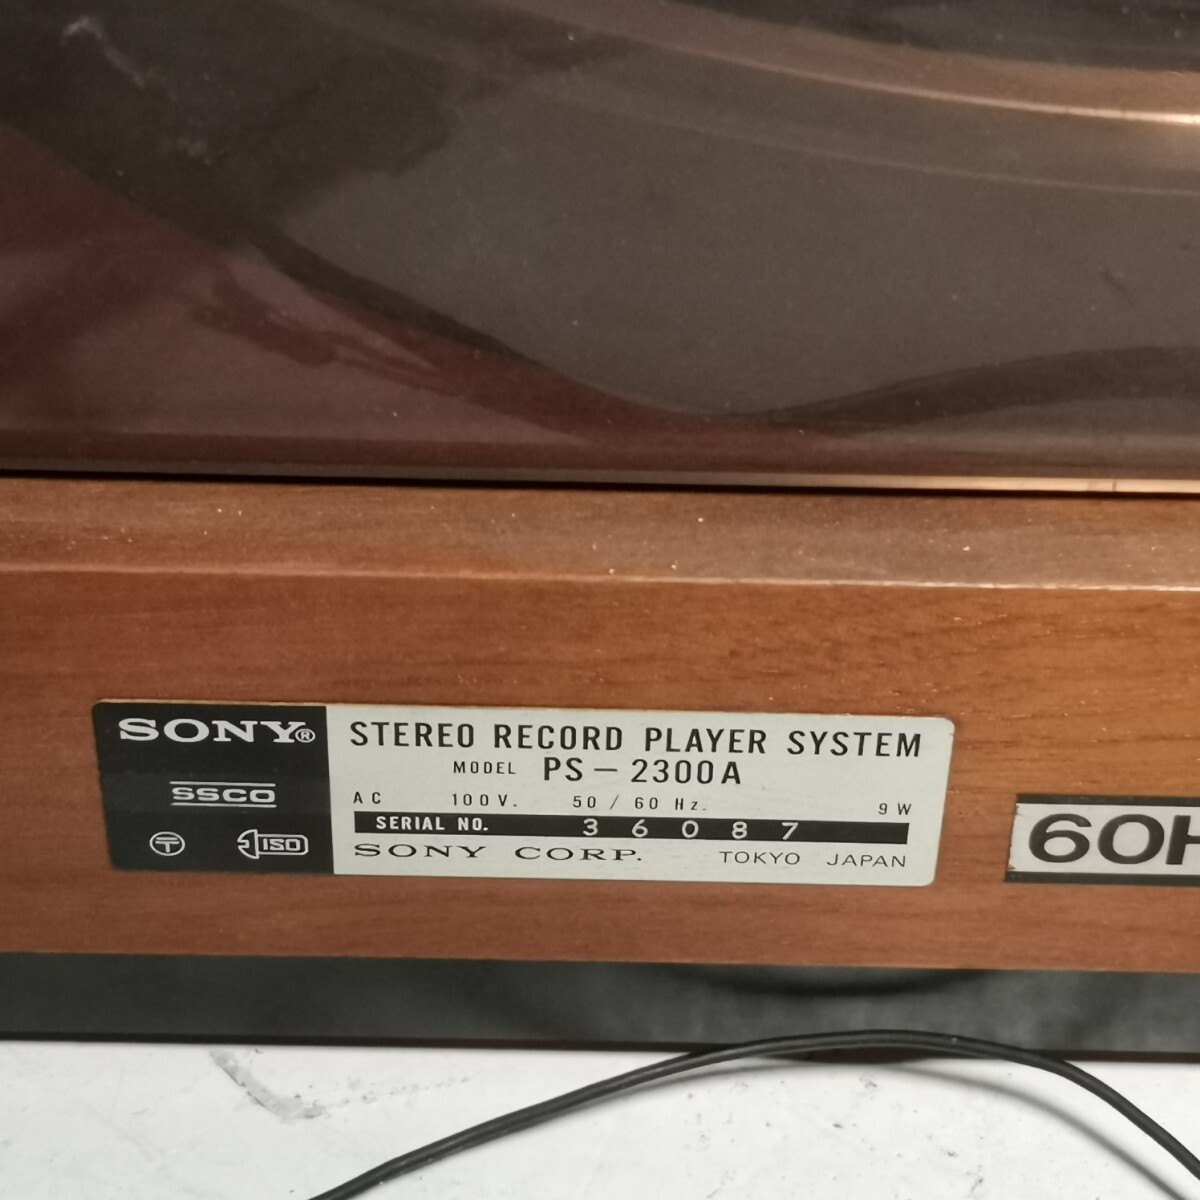 SONY®
SSCO
〒 ISO
STEREO RECORD PLAYER SYSTEM
MODEL PS-2300A
AC 100V. 50/60 Hz. 9W
SERIAL NO. 36087
SONY CORP. TOKYO JAPAN
60H